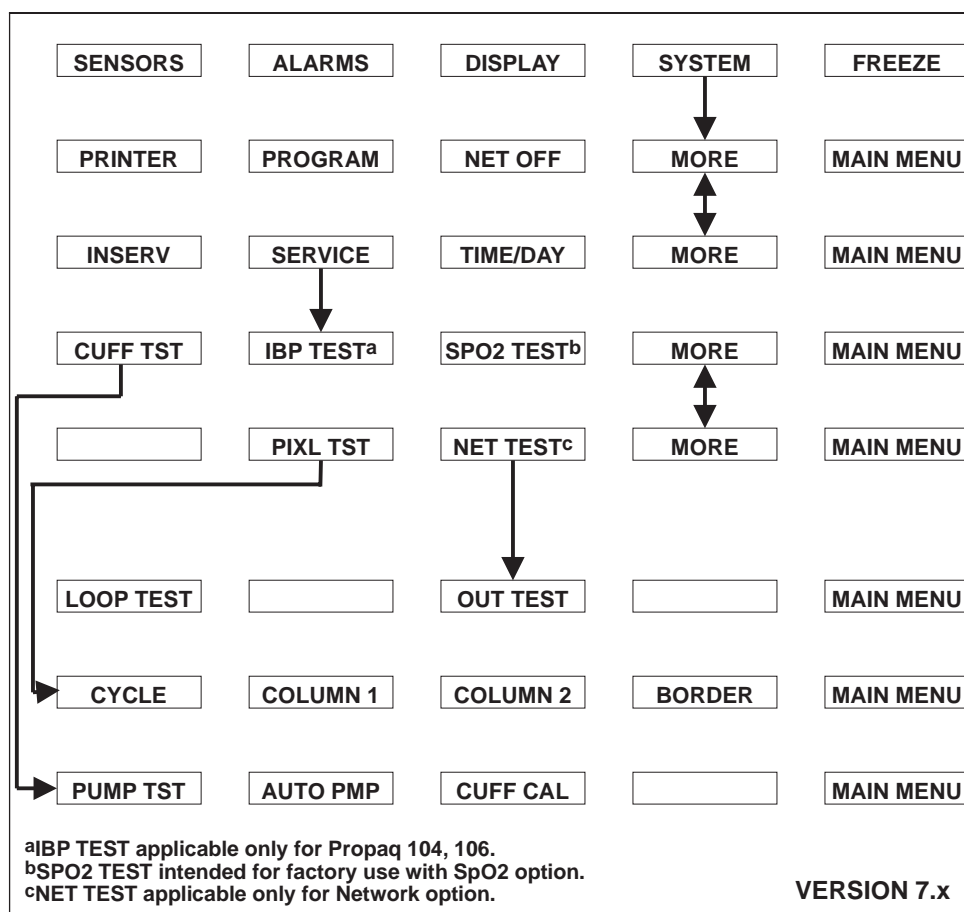 SENSORS ALARMS DISPLAY SYSTEM FREEZE
PRINTER PROGRAM NET OFF MORE MAIN MENU
INSERV SERVICE TIME/DAY MORE MAIN MENU
CUFF TST IBP TESTa SPO2 TESTb MORE MAIN MENU
PIXL TST NET TESTc MORE MAIN MENU
LOOP TEST OUT TEST MAIN MENU
CYCLE COLUMN 1 COLUMN 2 BORDER MAIN MENU
PUMP TST AUTO PMP CUFF CAL MAIN MENU
aIBP TEST applicable only for Propaq 104, 106.
bSPO2 TEST intended for factory use with SpO2 option.
cNET TEST applicable only for Network option.
VERSION 7.x